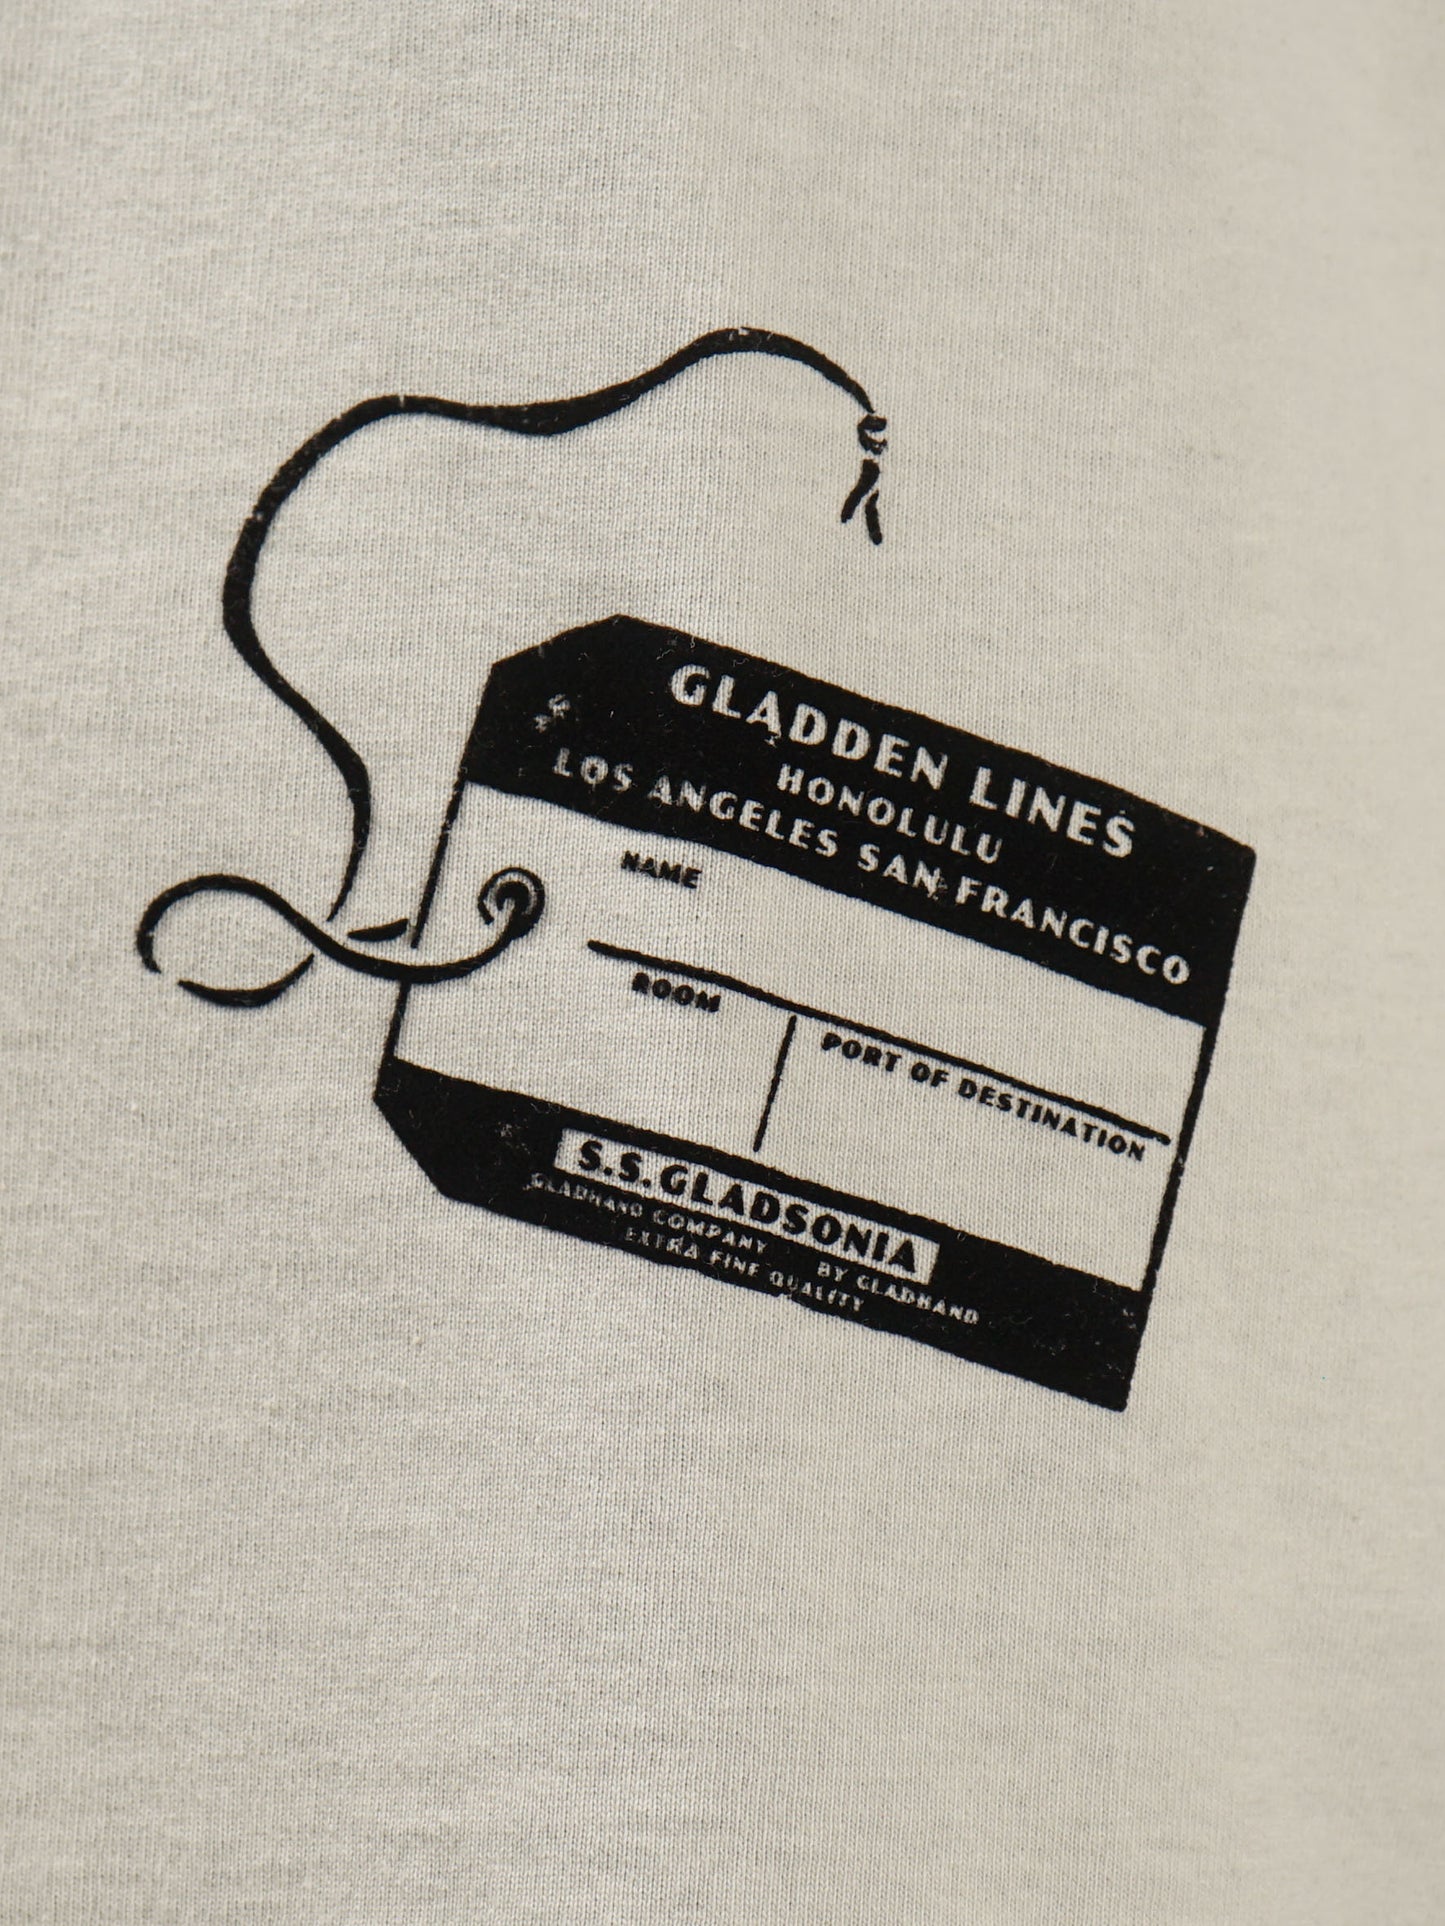 GLADDEN LINES
HONOLULU
LOS ANGELES SAN FRANCISCO
NAME
ROOM
PORT OF DESTINATION
S.S.GLADSONIA
GLADHAND COMPANY BY GLADHAND
EXTRA FINE QUALITY